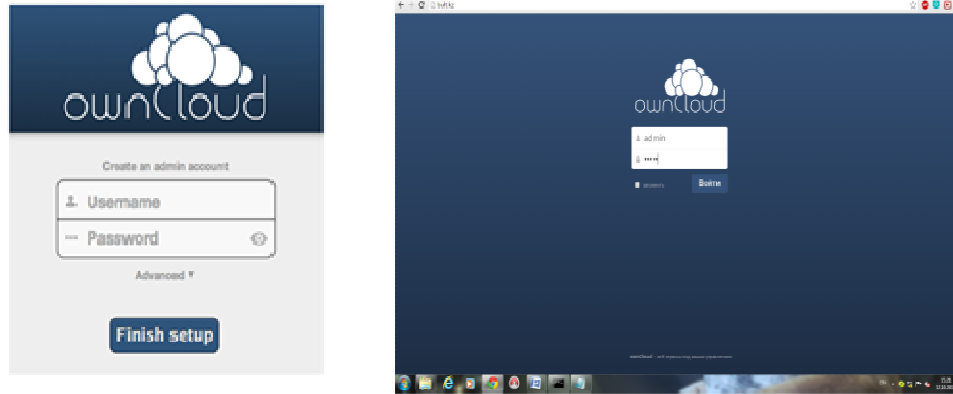 ownCloud
Create an admin account
Username
Password
Advanced
Finish setup
ownCloud
admin
Войти